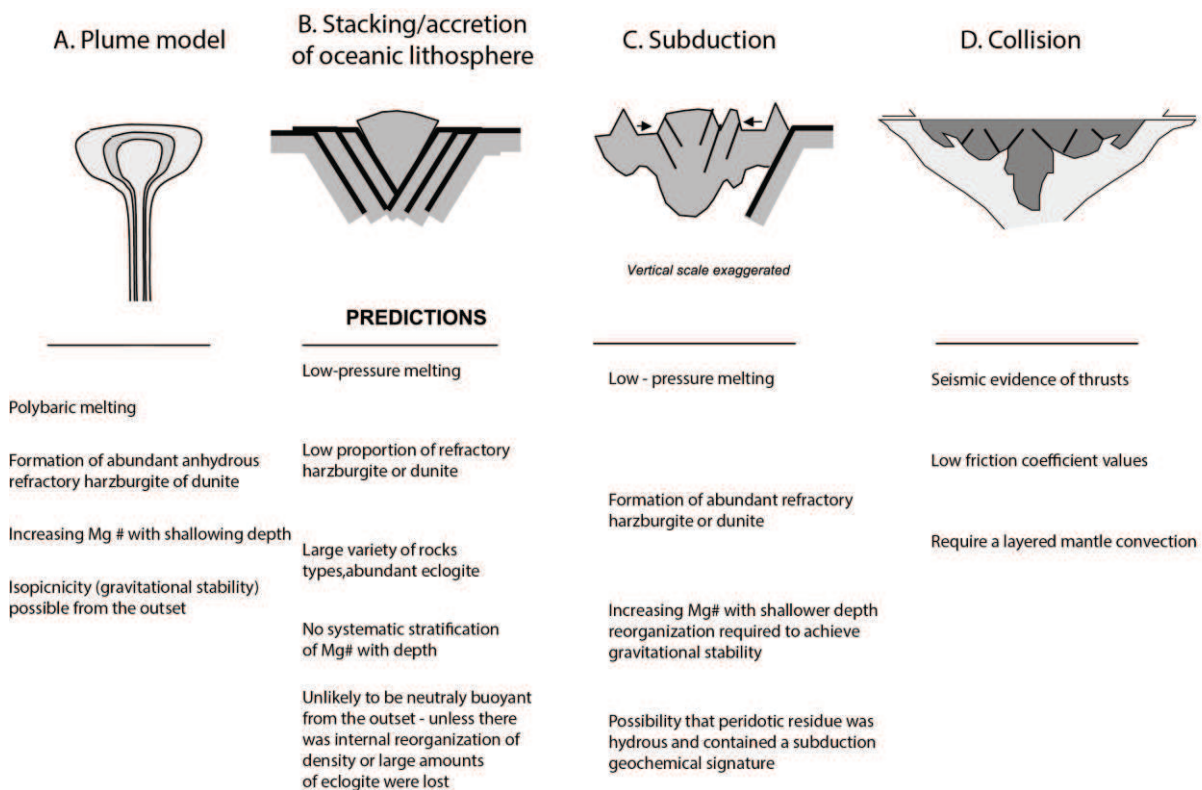 A. Plume model
B. Stacking/accretion
of oceanic lithosphere
C. Subduction
D. Collision
Vertical scale exaggerated
PREDICTIONS
Polybaric melting
Formation of abundant anhydrous
refractory harzburgite of dunite
Increasing Mg # with shallowing depth
Isopicnicity (gravitational stability)
possible from the outset
Low-pressure melting
Low proportion of refractory
harzburgite or dunite
Large variety of rocks
types,abundant eclogite
No systematic stratification
of Mg# with depth
Unlikely to be neutraly buoyant
from the outset - unless there
was internal reorganization of
density or large amounts
of eclogite were lost
Low - pressure melting
Formation of abundant refractory
harzburgite or dunite
Increasing Mg# with shallower depth
reorganization required to achieve
gravitational stability
Possibility that peridotic residue was
hydrous and contained a subduction
geochemical signature
Seismic evidence of thrusts
Low friction coefficient values
Require a layered mantle convection